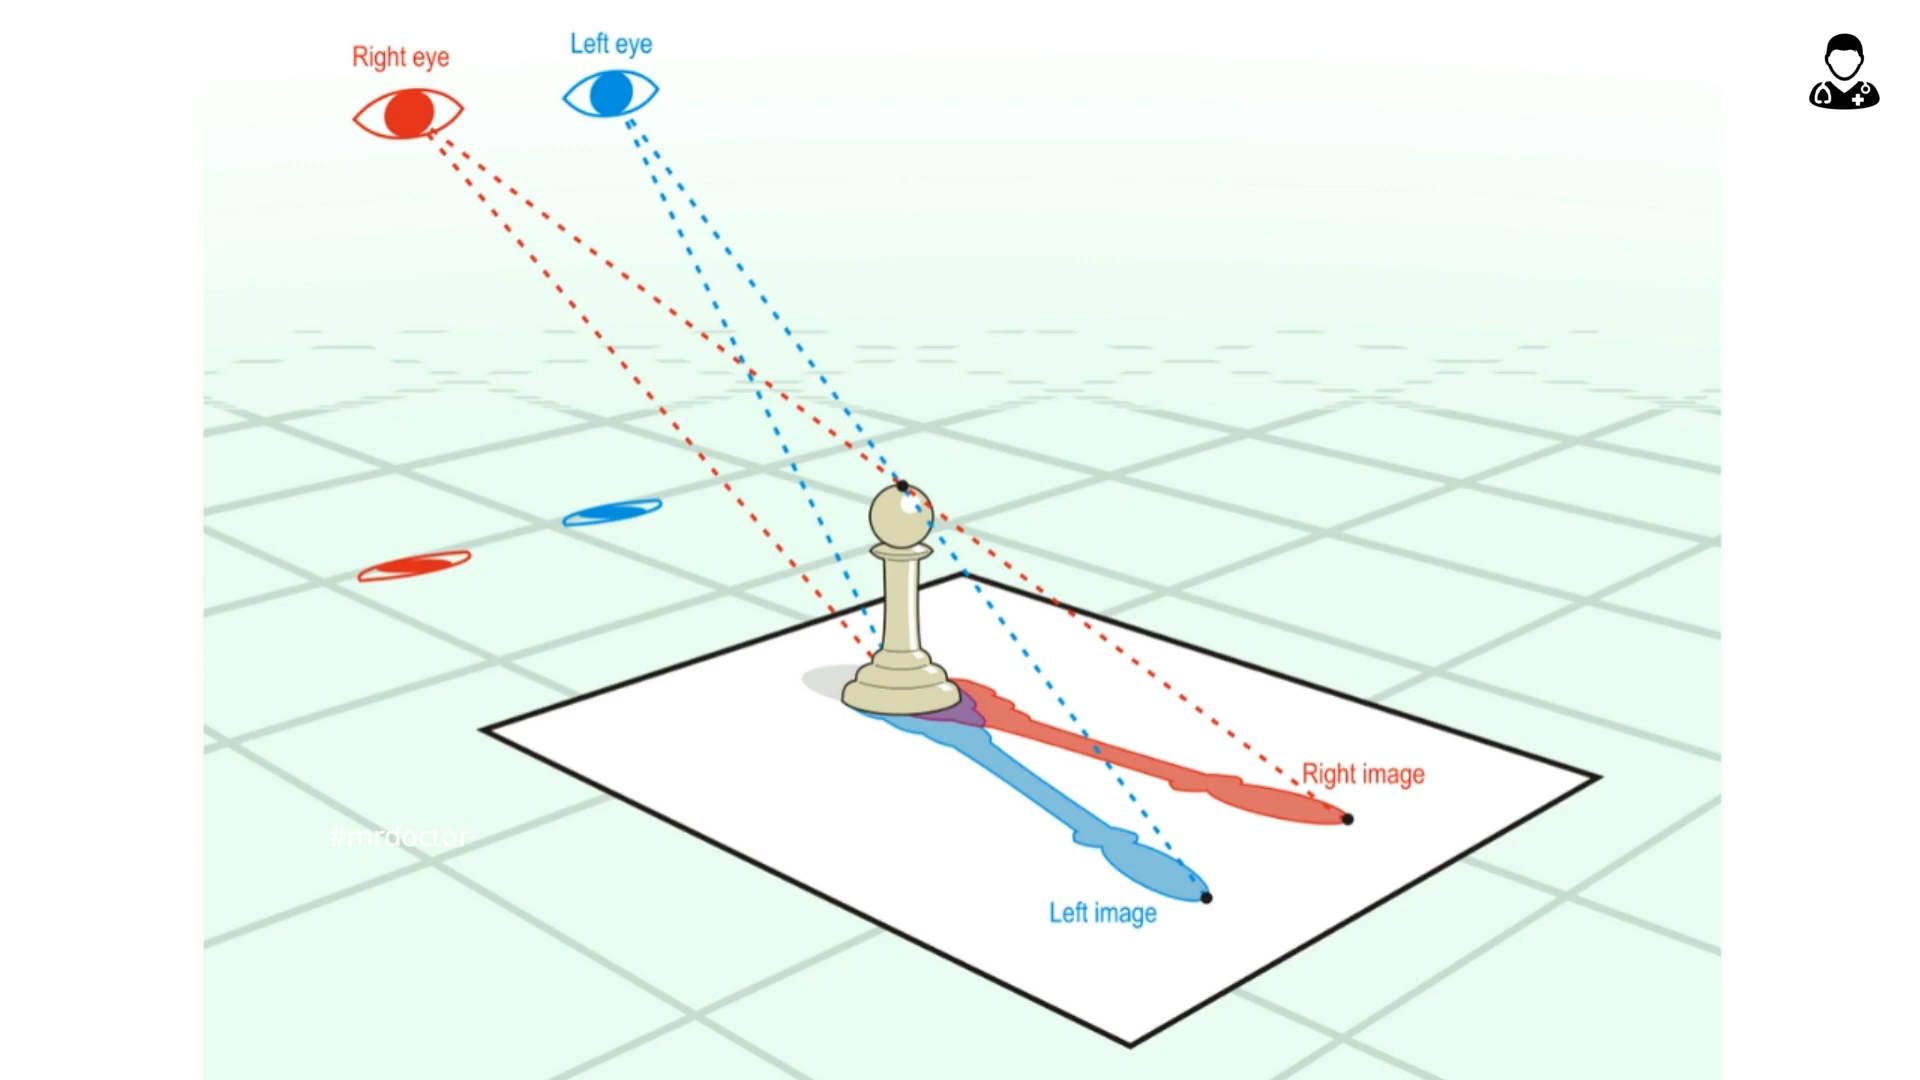 Right eye
Left eye
Right image
#mrdoctor
Left image